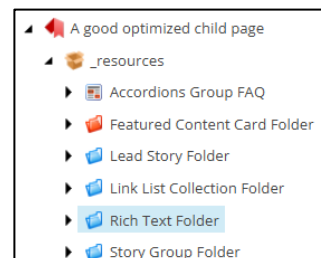 A good optimized child page
_resources
Accordions Group FAQ
Featured Content Card Folder
Lead Story Folder
Link List Collection Folder
Rich Text Folder
Story Group Folder